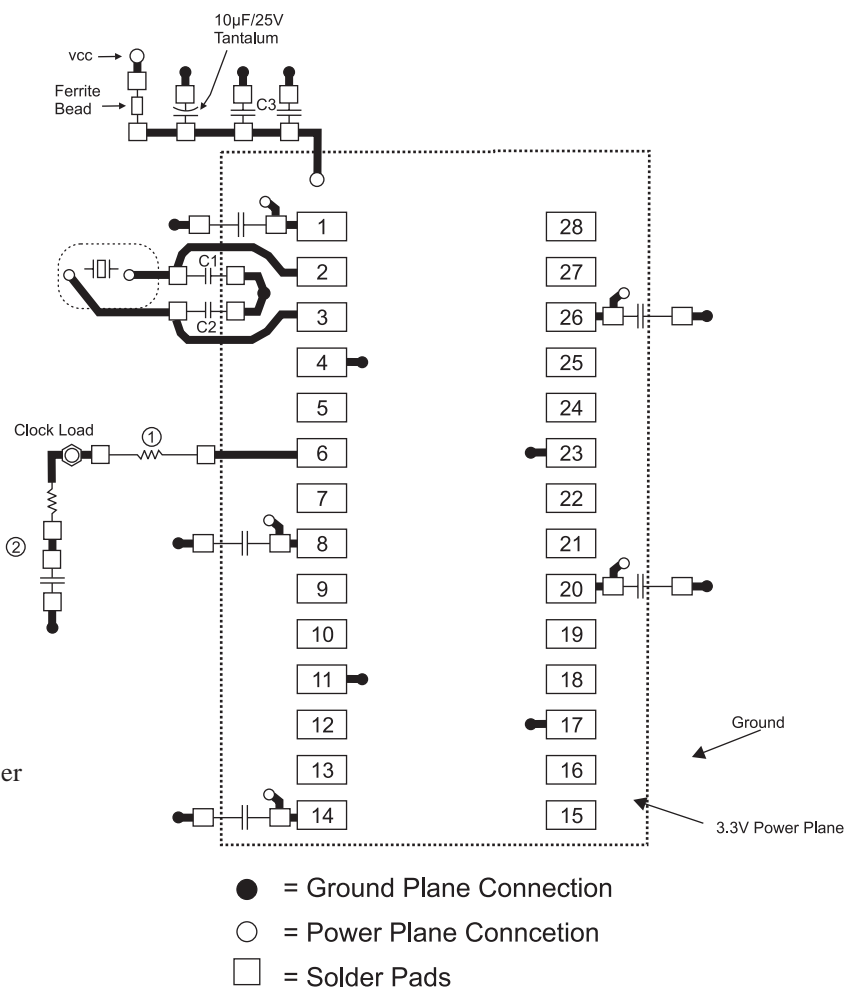 10µF/25V
Tantalum
vcc
Ferrite
Bead
C3
1
28
C1
2
27
C2
3
26
4
25
5
24
Clock Load
1
6
23
7
22
2
8
21
9
20
10
19
11
18
12
17
Ground
er
13
16
14
15
3.3V Power Plane
= Ground Plane Connection
= Power Plane Conncetion
= Solder Pads